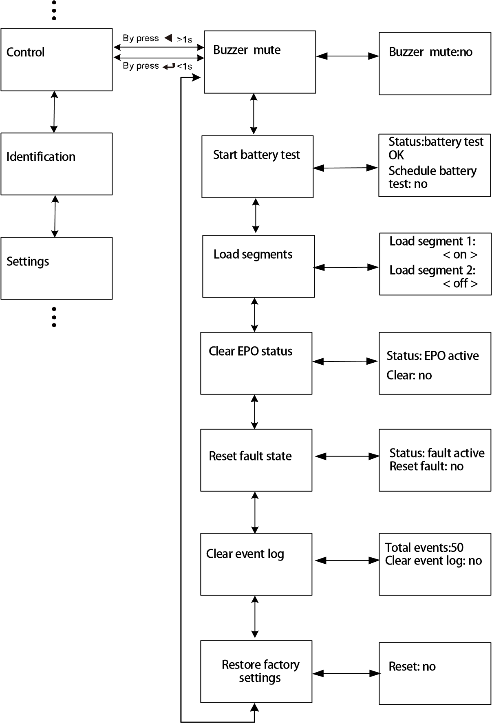 By press ◄ >1s
Control
Buzzer mute
Buzzer mute:no
By press ↵ <1s
Identification
Start battery test
Status:battery test
OK
Schedule battery
test: no
Settings
Load segments
Load segment 1:
< on >
Load segment 2:
< off >
Clear EPO status
Status: EPO active
Clear: no
Reset fault state
Status: fault active
Reset fault: no
Clear event log
Total events:50
Clear event log: no
Restore factory
settings
Reset: no